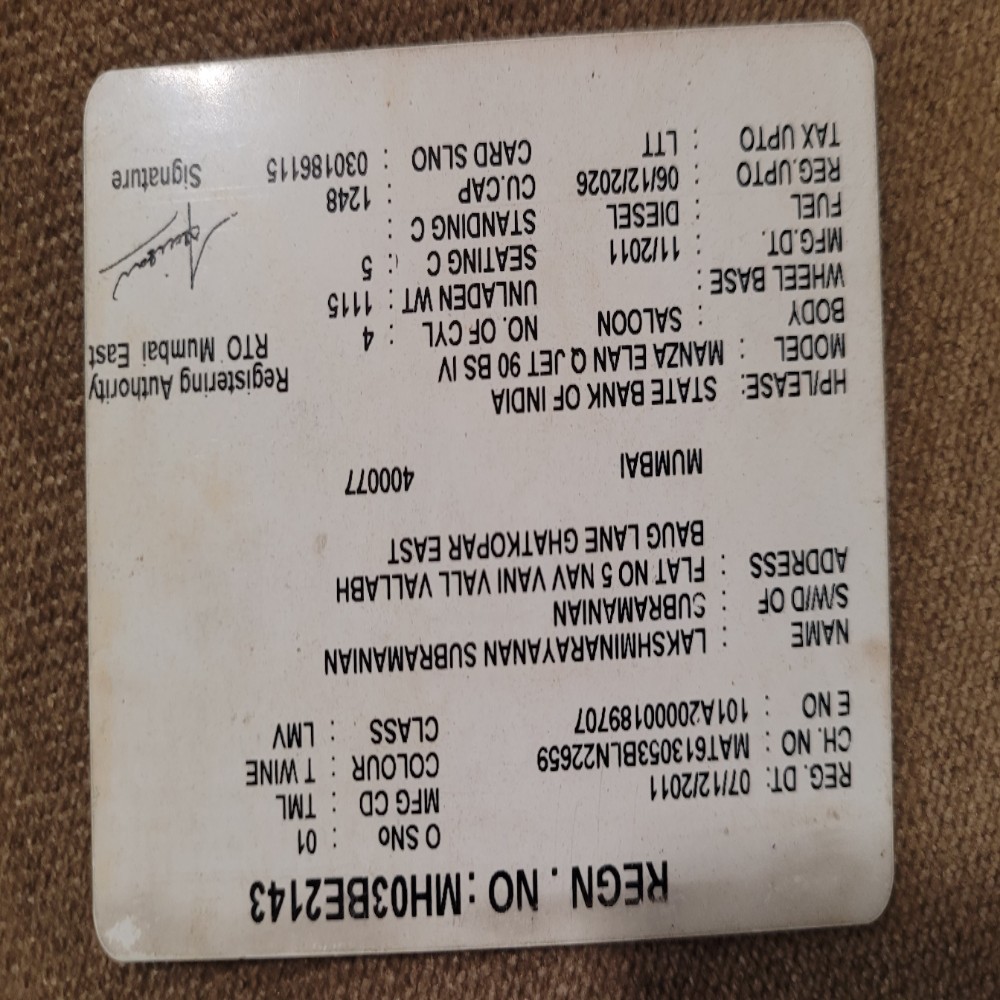 REGN. NO : MH03BE2143
O SNo : 01
REG. DT : 07/12/2011 MFG CD : TML
CH. NO : MAT613053BLN22659 COLOUR : T WINE
E NO : 101A20000189707 CLASS : LMV
NAME : LAKSHMINARAYANAN SUBRAMANIAN
S/W/D OF : SUBRAMANIAN
ADDRESS : FLAT NO 5 NAV VANI VALL VALLABH
BAUG LANE GHATKOPAR EAST
MUMBAI 400077
HP/LEASE: STATE BANK OF INDIA Registering Authority
MODEL : MANZA ELAN Q JET 90 BS IV RTO Mumbai East
BODY : SALOON NO. OF CYL : 4
WHEEL BASE : UNLADEN WT : 1115
MFG.DT. : 11/2011 SEATING C : 5
FUEL : DIESEL STANDING C :
REG.UPTO : 06/12/2026 CU.CAP : 1248
TAX UPTO : LTT CARD SLNO : 030186115 Signature